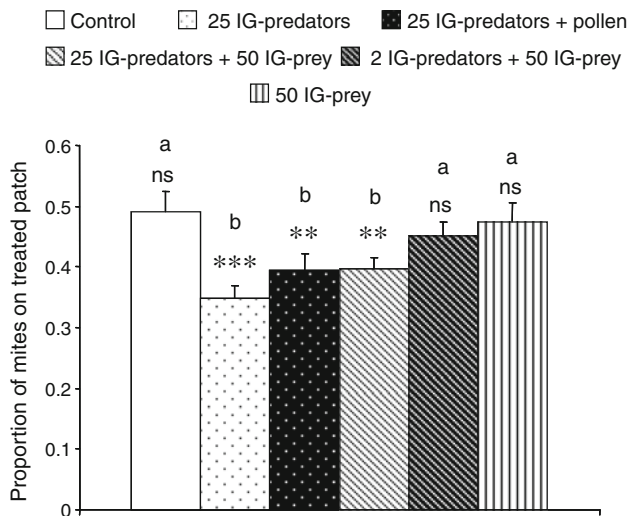 Control 25 IG-predators 25 IG-predators + pollen
25 IG-predators + 50 IG-prey 2 IG-predators + 50 IG-prey
50 IG-prey
Proportion of mites on treated patch
0.6
0.5
0.4
0.3
0.2
0.1
0
a
ns
b
***
b
**
b
**
a
ns
a
ns